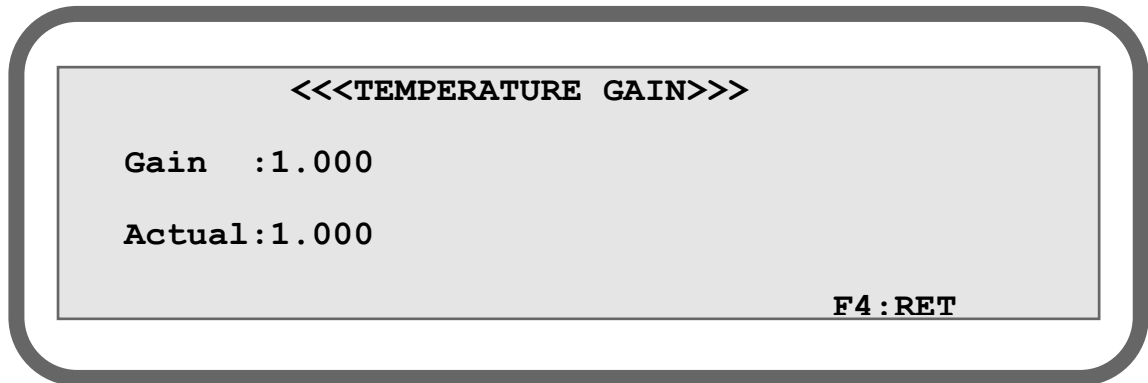 <<<TEMPERATURE GAIN>>>
Gain  :1.000
Actual:1.000
F4:RET